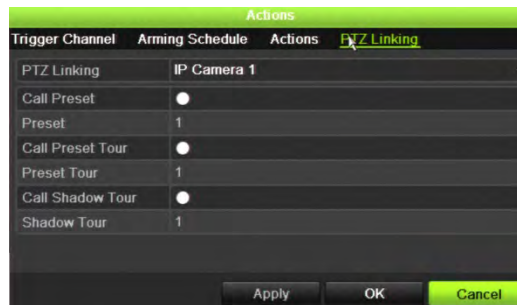 Actions
Trigger Channel Arming Schedule Actions PTZ Linking
PTZ Linking IP Camera 1
Call Preset
Preset 1
Call Preset Tour
Preset Tour 1
Call Shadow Tour
Shadow Tour 1
Apply OK Cancel